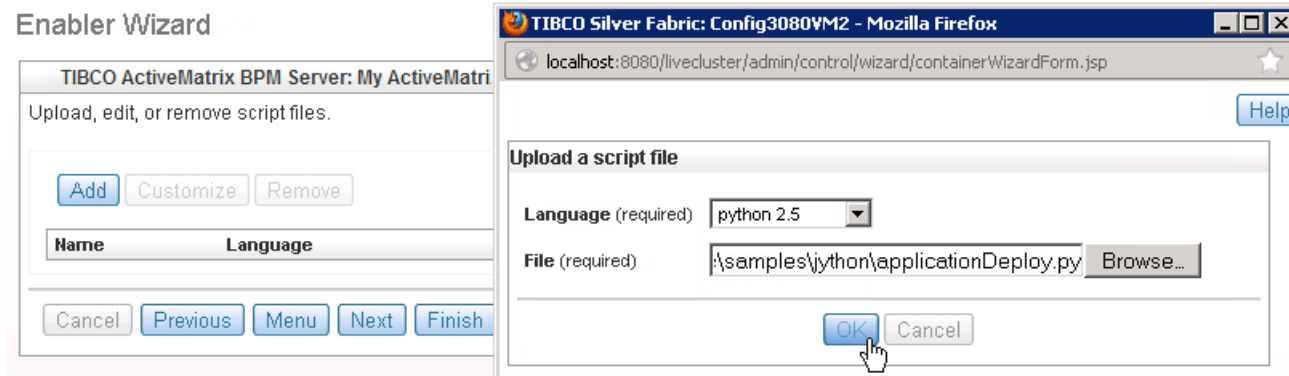 Enabler Wizard
TIBCO ActiveMatrix BPM Server: My ActiveMatri
Upload, edit, or remove script files.
Add Customize Remove
Name Language
Cancel Previous Menu Next Finish
TIBCO Silver Fabric: Config3080VM2 - Mozilla Firefox
localhost:8080/livecluster/admin/control/wizard/containerWizardForm.jsp
Help
Upload a script file
Language (required) python 2.5
File (required) :\samples\jython\applicationDeploy.py Browse...
OK Cancel